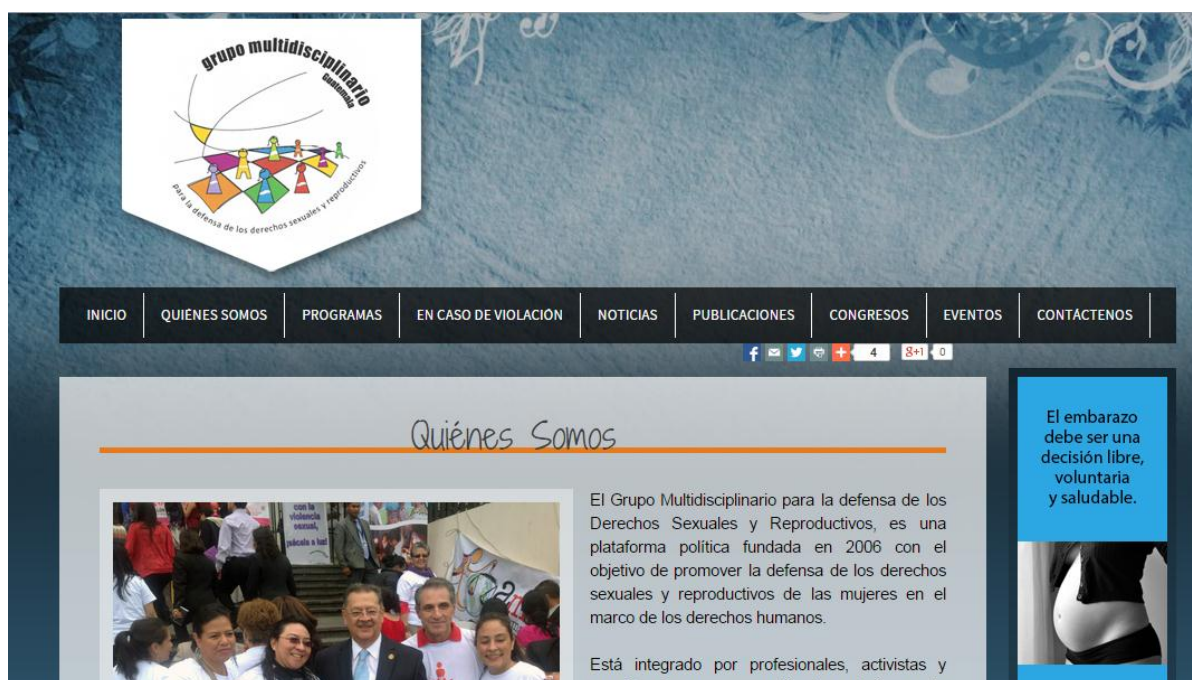 grupo multidisciplinario
Guatemala
para la defensa de los derechos sexuales y reproductivos
INICIO
QUIÉNES SOMOS
PROGRAMAS
EN CASO DE VIOLACIÓN
NOTICIAS
PUBLICACIONES
CONGRESOS
EVENTOS
CONTÁCTENOS
4
g+1
0
Quiénes Somos
con la
violencia
sexual,
El Grupo Multidisciplinario para la defensa de los
Derechos Sexuales y Reproductivos, es una
plataforma política fundada en 2006 con el
objetivo de promover la defensa de los derechos
sexuales y reproductivos de las mujeres en el
marco de los derechos humanos.
Está integrado por profesionales, activistas y
El embarazo
debe ser una
decisión libre,
voluntaria
y saludable.